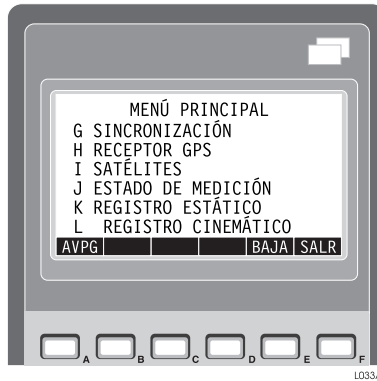 MENÚ PRINCIPAL
G SINCRONIZACIÓN
H RECEPTOR GPS
I SATÉLITES
J ESTADO DE MEDICIÓN
K REGISTRO ESTÁTICO
L REGISTRO CINEMÁTICO
AVPG BAJA SALR
A B C D E F